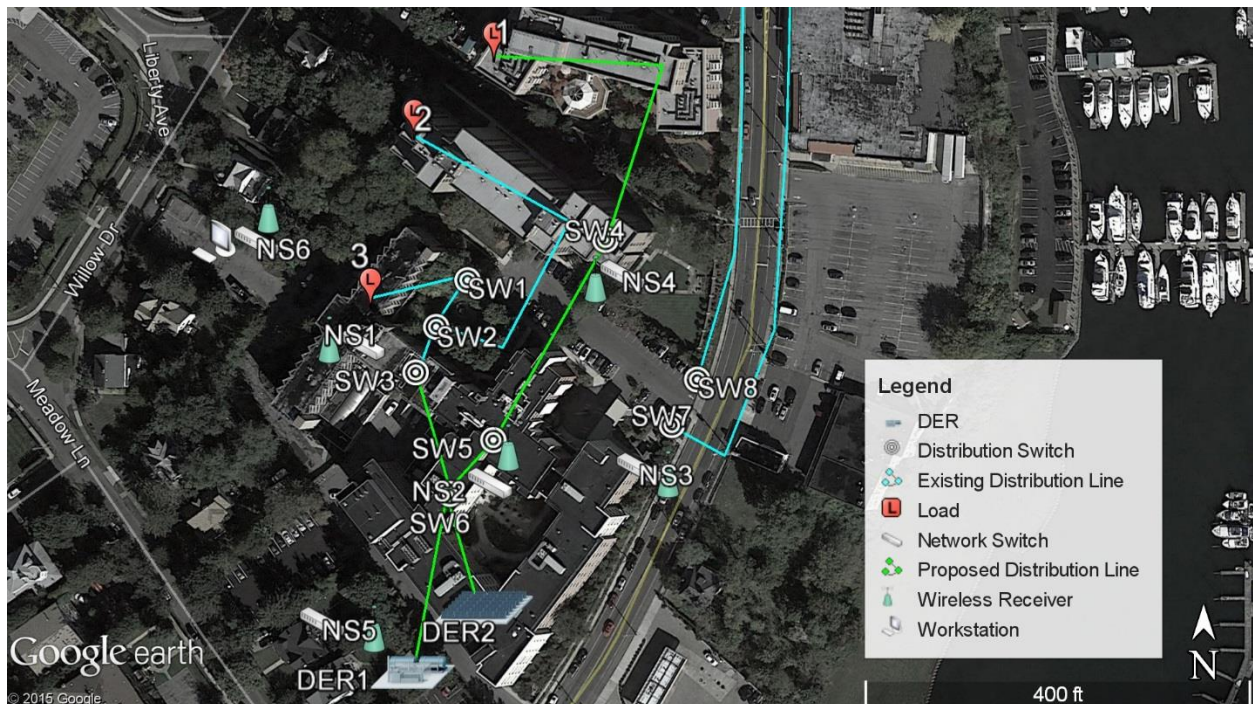 1
Liberty Ave
2
SW4
NS6
Willow Dr
3
SW1
NS4
NS1
SW2
SW3
SW8
SW7
Meadow Ln
SW5
NS3
NS2
SW6
NS5
DER2
DER1
Legend
DER
Distribution Switch
Existing Distribution Line
L Load
Network Switch
Proposed Distribution Line
Wireless Receiver
Workstation
Google earth
© 2015 Google
N
400 ft
L
L
L